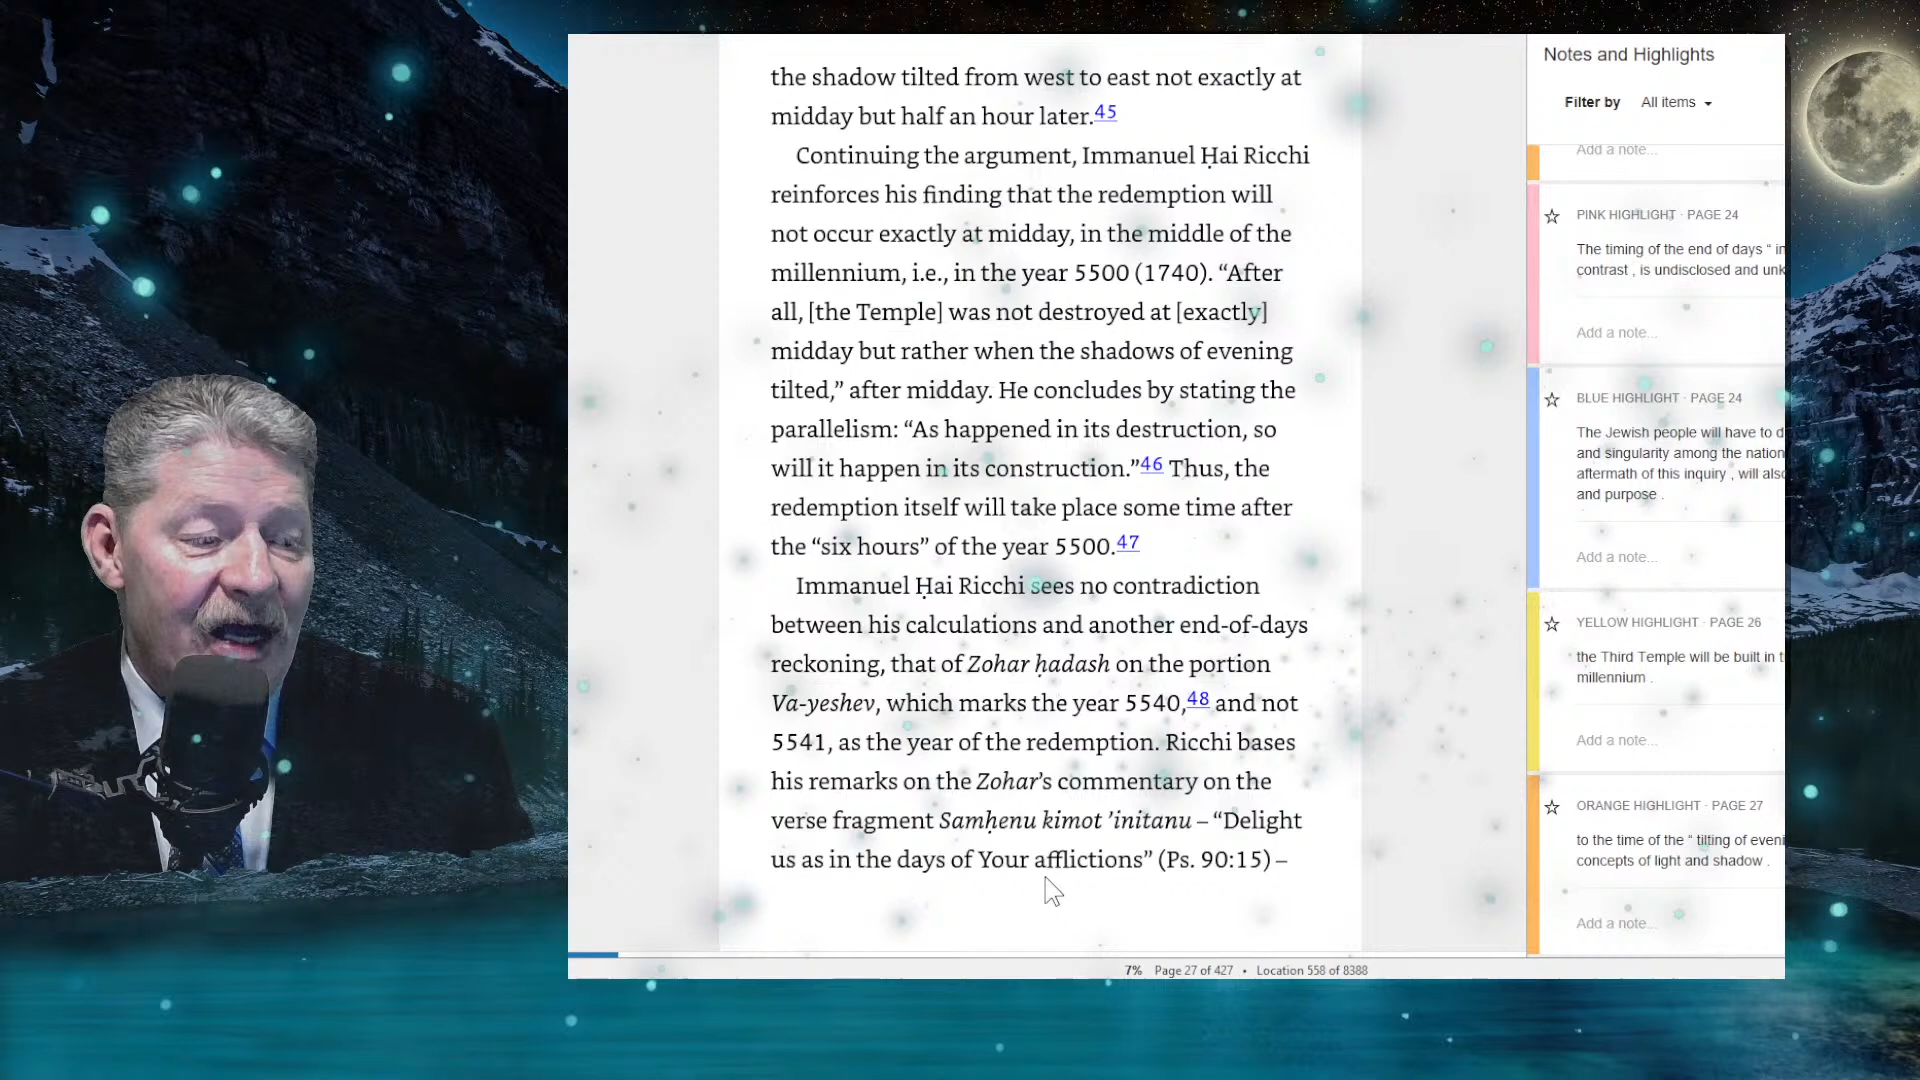 the shadow tilted from west to east not exactly at
midday but half an hour later.45
Continuing the argument, Immanuel Ḥai Ricchi
reinforces his finding that the redemption will
not occur exactly at midday, in the middle of the
millennium, i.e., in the year 5500 (1740). “After
all, [the Temple] was not destroyed at [exactly]
midday but rather when the shadows of evening
tilted,” after midday. He concludes by stating the
parallelism: “As happened in its destruction, so
will it happen in its construction.”46 Thus, the
redemption itself will take place some time after
the “six hours” of the year 5500.47
Immanuel Ḥai Ricchi sees no contradiction
between his calculations and another end-of-days
reckoning, that of Zohar ḥadash on the portion
Va-yeshev, which marks the year 5540,48 and not
5541, as the year of the redemption. Ricchi bases
his remarks on the Zohar’s commentary on the
verse fragment Samḥenu kimot ’initanu – “Delight
us as in the days of Your afflictions” (Ps. 90:15) –
7% Page 27 of 427 • Location 558 of 8388
Notes and Highlights
Filter by All items
Add a note...
PINK HIGHLIGHT · PAGE 24
The timing of the end of days “ in
contrast , is undisclosed and unk
Add a note...
BLUE HIGHLIGHT · PAGE 24
The Jewish people will have to d
and singularity among the nation
aftermath of this inquiry , will also
and purpose .
Add a note...
YELLOW HIGHLIGHT · PAGE 26
the Third Temple will be built in t
millennium .
Add a note...
ORANGE HIGHLIGHT · PAGE 27
to the time of the “ tilting of eveni
concepts of light and shadow .
Add a note...